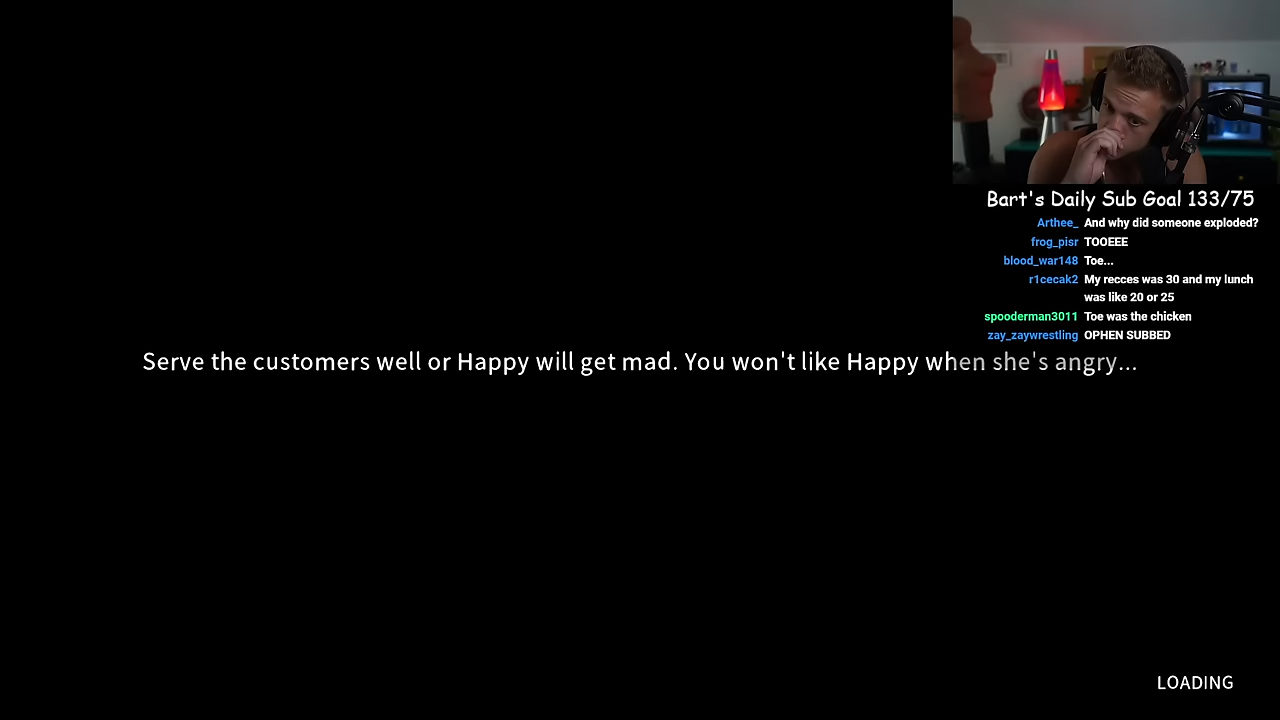 Bart's Daily Sub Goal 133/75
Arthee_ And why did someone exploded?
frog_pisr TOOEEE
blood_war148 Toe...
r1cecak2 My recces was 30 and my lunch
was like 20 or 25
spooderman3011 Toe was the chicken
zay_zaywrestling OPHEN SUBBED
Serve the customers well or Happy will get mad. You won't like Happy when she's angry...
LOADING